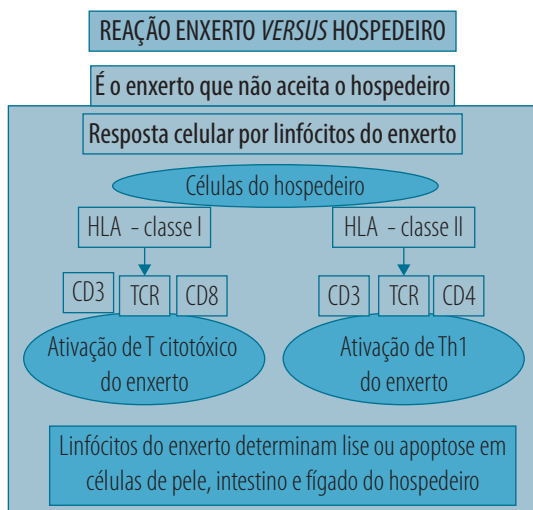 REAÇÃO ENXERTO VERSUS HOSPEDEIRO
É o enxerto que não aceita o hospedeiro
Resposta celular por linfócitos do enxerto
Células do hospedeiro
HLA - classe I
HLA - classe II
CD3 TCR CD8
CD3 TCR CD4
Ativação de T citotóxico
do enxerto
Ativação de Th1
do enxerto
Linfócitos do enxerto determinam lise ou apoptose em
células de pele, intestino e fígado do hospedeiro